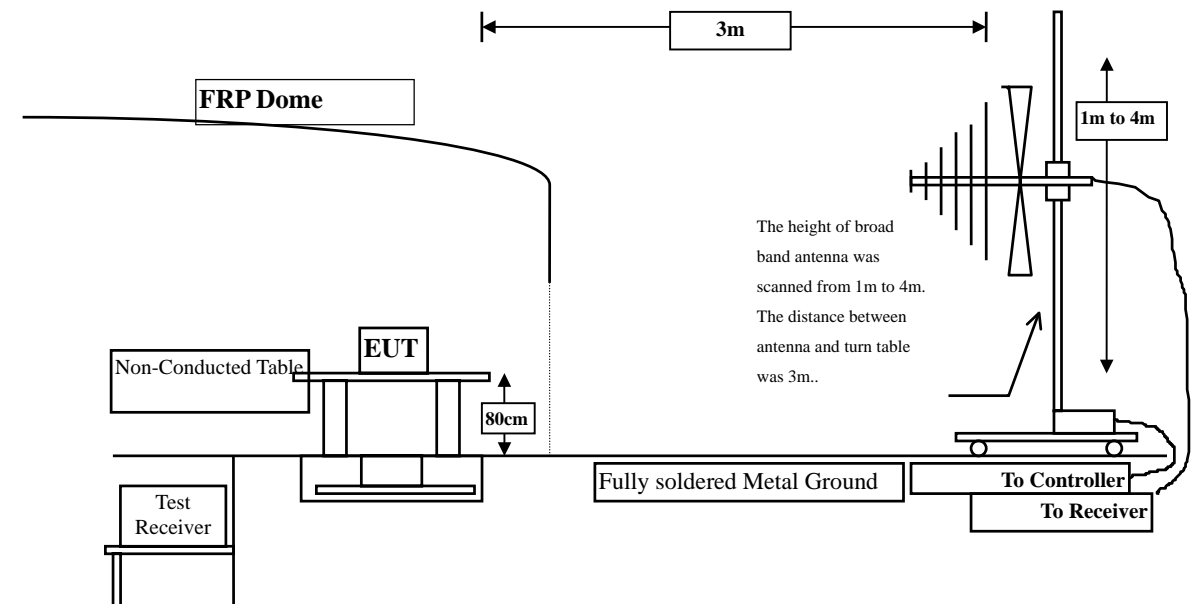 3m
FRP Dome
1m to 4m
The height of broad
band antenna was
scanned from 1m to 4m.
The distance between
antenna and turn table
was 3m..
EUT
Non-Conducted Table
80cm
Fully soldered Metal Ground
To Controller
To Receiver
Test
Receiver